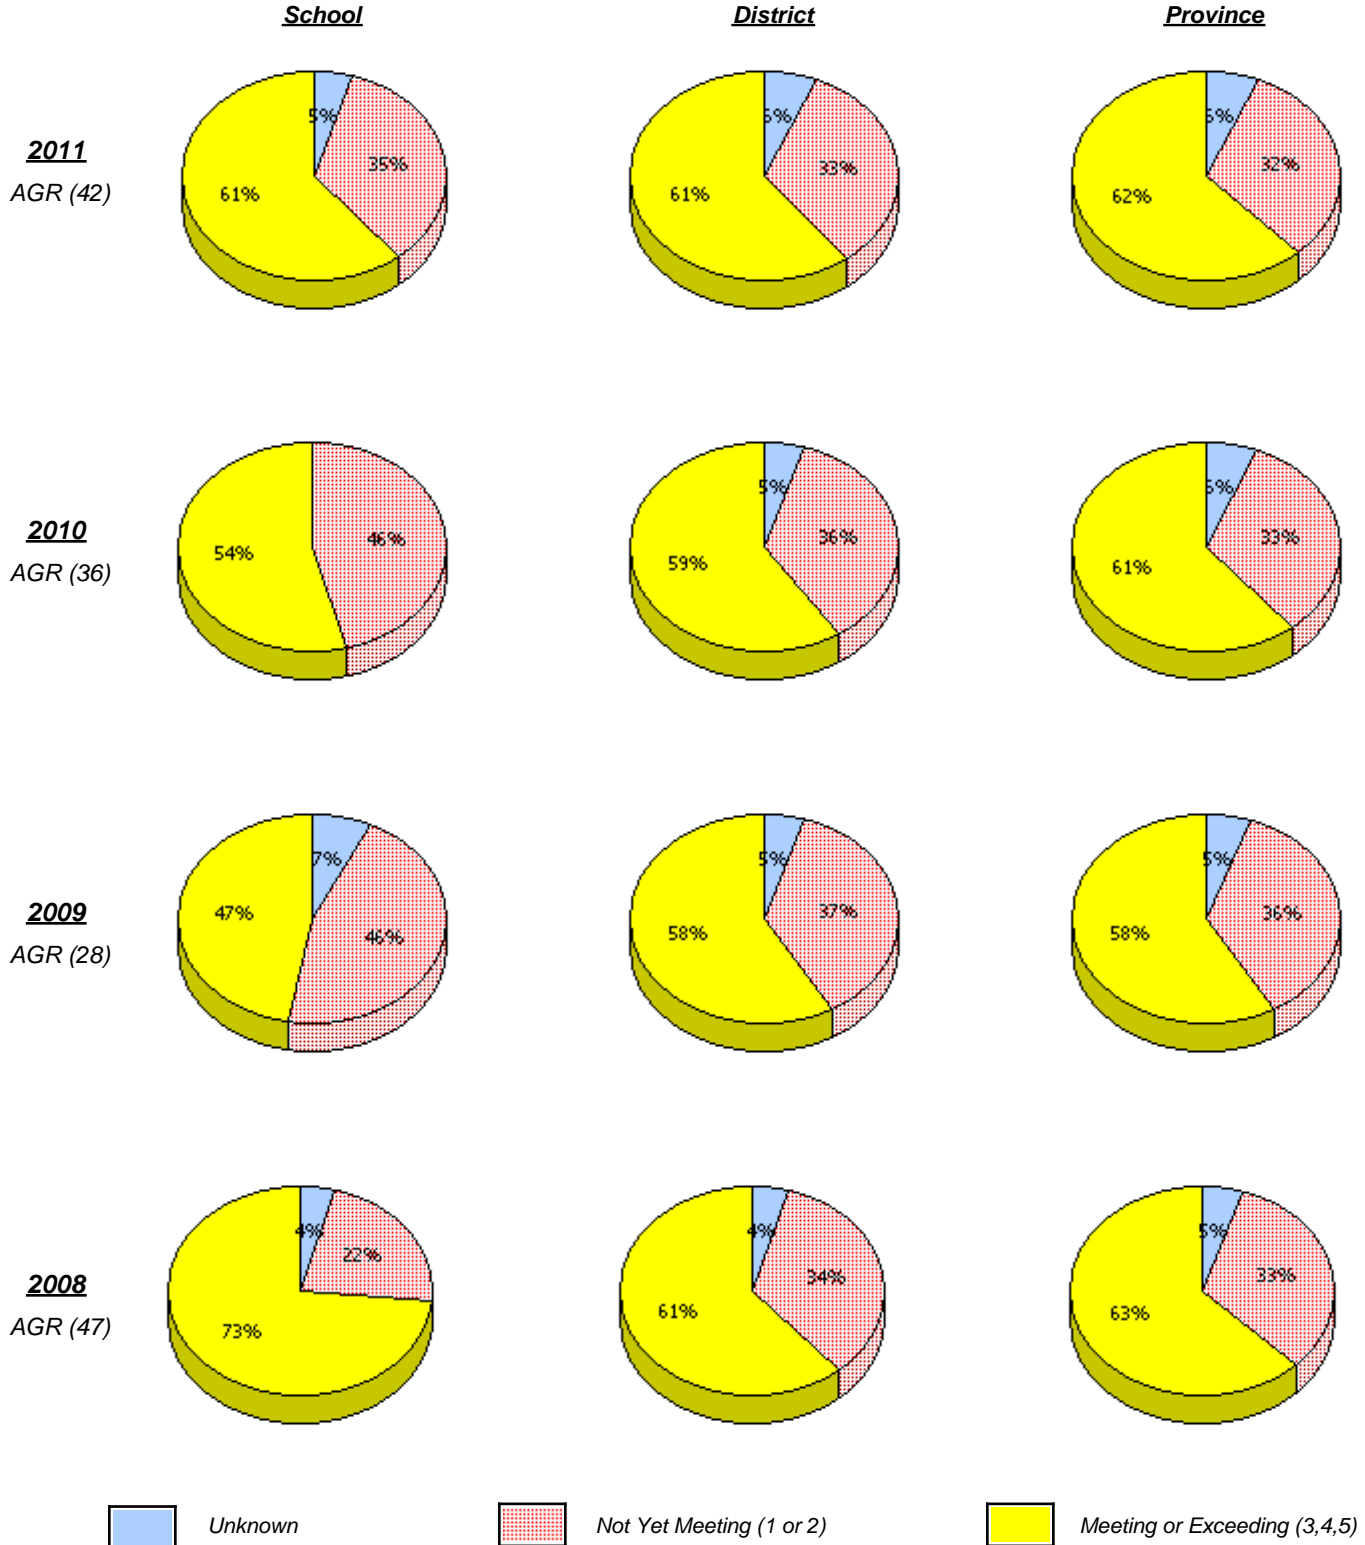 School District Province
2011
AGR (42)
5% 35% 61%
6% 33% 61%
6% 32% 62%
2010
AGR (36)
46% 54%
5% 36% 59%
6% 33% 61%
2009
AGR (28)
7% 46% 47%
5% 37% 58%
5% 36% 58%
2008
AGR (47)
4% 22% 73%
4% 34% 61%
5% 33% 63%
Unknown Not Yet Meeting (1 or 2) Meeting or Exceeding (3,4,5)